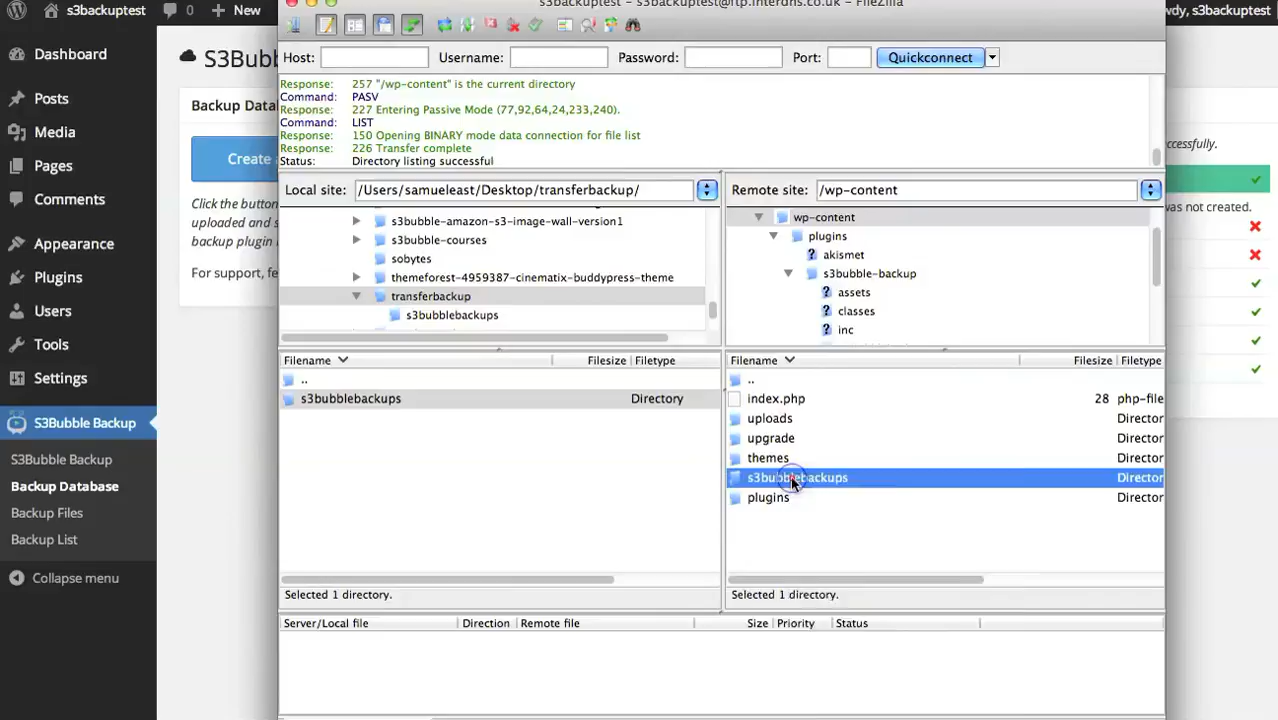 s3backuptest - s3backuptest@ftp.interdns.co.uk - FileZilla
s3backuptest 0 + New
dy, s3backuptest
Dashboard
Posts
Media
Pages
Comments
Appearance
Plugins
Users
Tools
Settings
S3Bubble Backup
S3Bubble Backup
Backup Database
Backup Files
Backup List
Collapse menu
S3Bubb
Backup Datab
Create a
Click the button
uploaded and s
backup plugin i
For support, fe
Host: Username: Password: Port: Quickconnect
Response: 257 "/wp-content" is the current directory
Command: PASV
Response: 227 Entering Passive Mode (77,92,64,24,233,240).
Command: LIST
Response: 150 Opening BINARY mode data connection for file list
Response: 226 Transfer complete
Status: Directory listing successful
Local site: /Users/samueleast/Desktop/transferbackup/
s3bubble-amazon-s3-image-wall-version1
s3bubble-courses
sobytes
themeforest-4959387-cinematix-buddypress-theme
transferbackup
s3bubblebackups
Remote site: /wp-content
wp-content
plugins
? akismet
s3bubble-backup
? assets
? classes
? inc
Filename Filesize Filetype
..
s3bubblebackups Directory
Selected 1 directory.
Filename Filesize Filetype
..
index.php 28 php-file
uploads Director
upgrade Director
themes Director
s3bubblebackups Director
plugins Director
Selected 1 directory.
Server/Local file Direction Remote file Size Priority Status
ccessfully.
was not created.